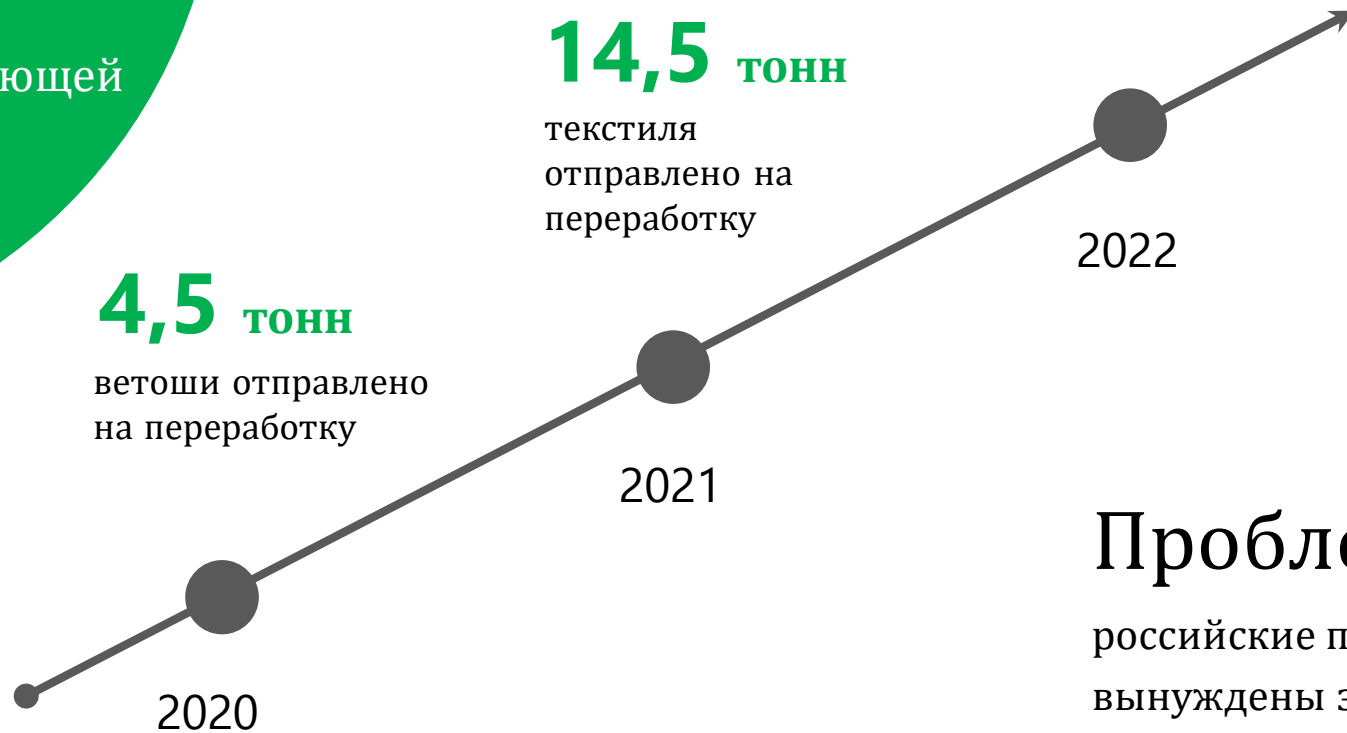 ющей
14,5 тонн
текстиля
отправлено на
переработку
2022
4,5 тонн
ветоши отправлено
на переработку
2021
2020
Пробл
российские п
вынуждены з